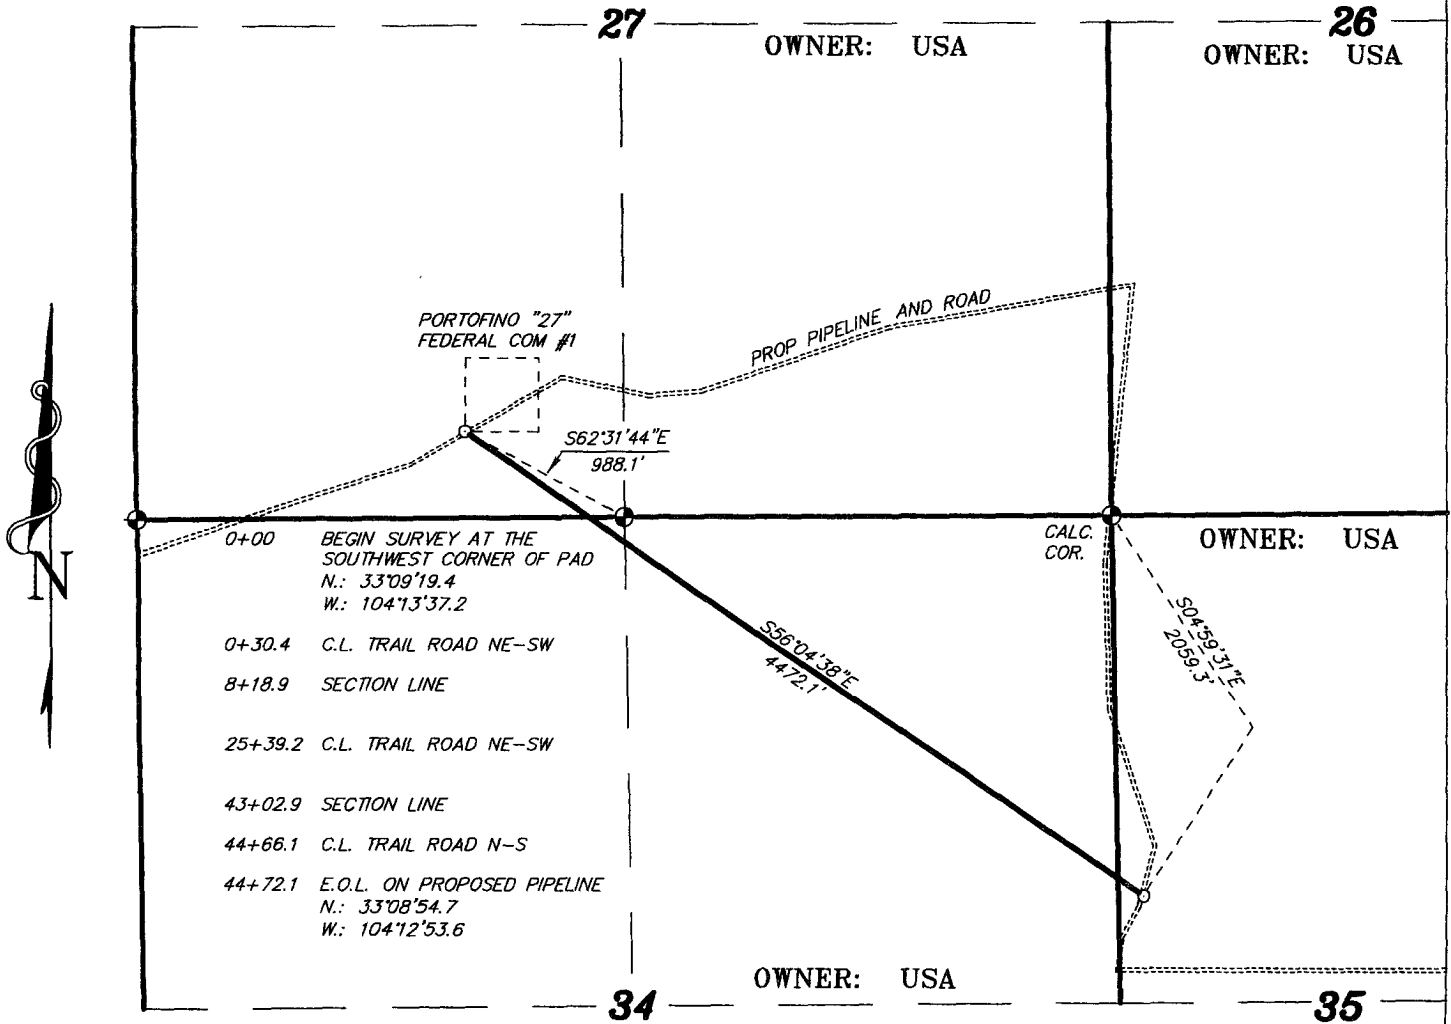 27
26
OWNER: USA
OWNER: USA
PORTOFINO "27"
FEDERAL COM #1
PROP PIPELINE AND ROAD
S62°31'44"E
988.1'
N
0+00 BEGIN SURVEY AT THE
SOUTHWEST CORNER OF PAD
N.: 33°09'19.4
W.: 104°13'37.2
CALC.
COR.
OWNER: USA
0+30.4 C.L. TRAIL ROAD NE-SW
8+18.9 SECTION LINE
25+39.2 C.L. TRAIL ROAD NE-SW
43+02.9 SECTION LINE
44+66.1 C.L. TRAIL ROAD N-S
44+72.1 E.O.L. ON PROPOSED PIPELINE
N.: 33°08'54.7
W.: 104°12'53.6
S56°04'38"E
4472.1'
S04°59'31"E
2059.3'
OWNER: USA
34
35